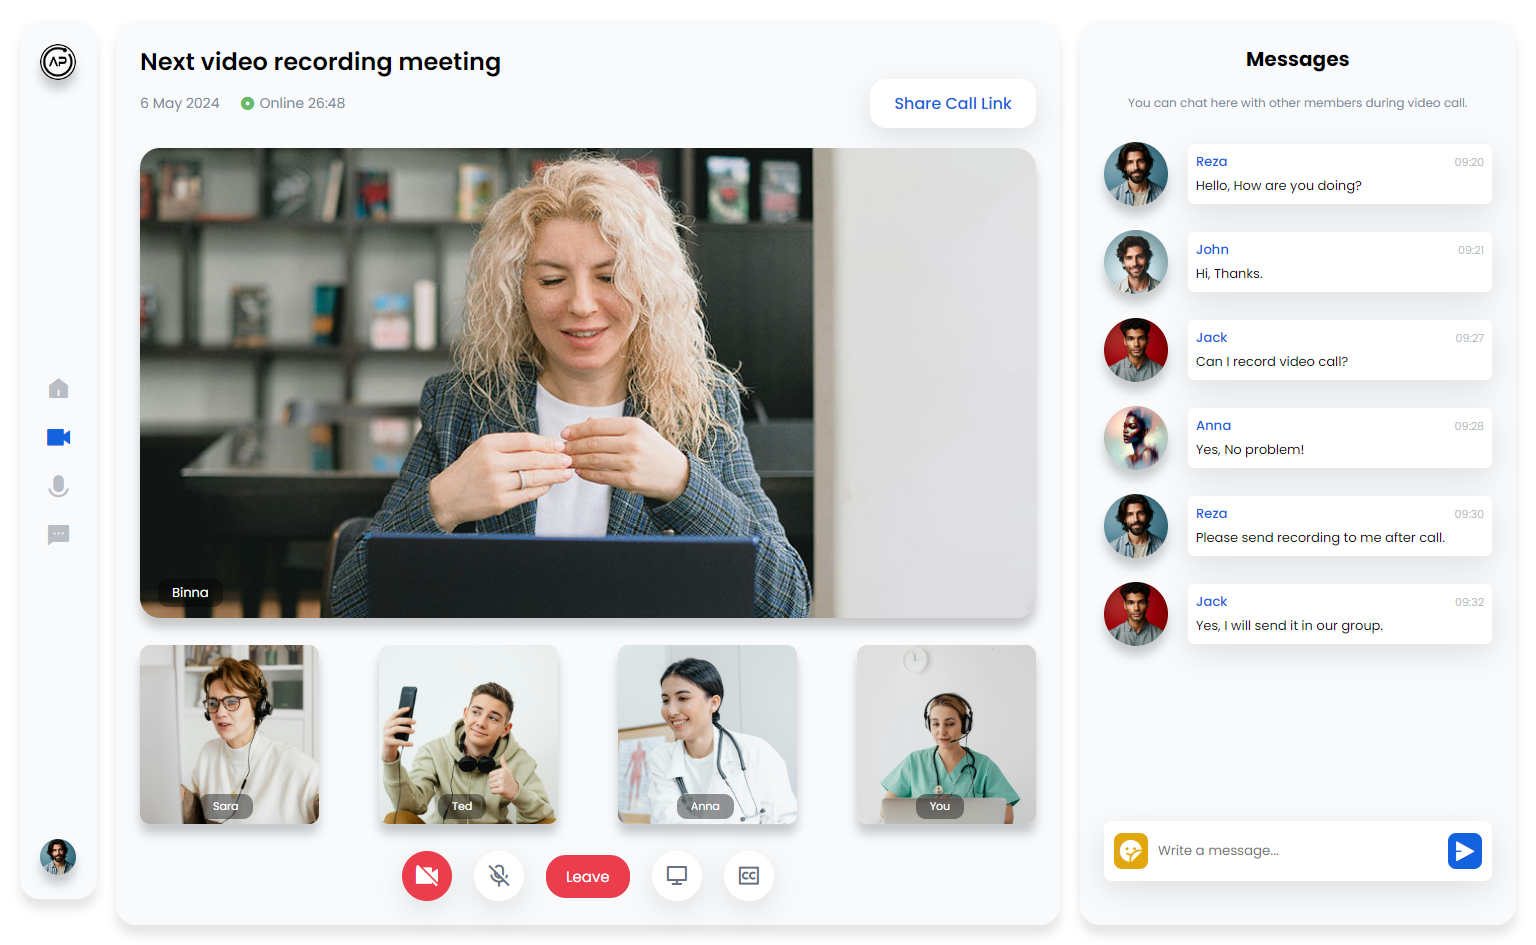 AP
Next video recording meeting
6 May 2024 Online 26:48
Share Call Link
Binna
Sara
Ted
Anna
You
Leave
CC
Messages
You can chat here with other members during video call.
Reza 09:20
Hello, How are you doing?
John 09:21
Hi, Thanks.
Jack 09:27
Can I record video call?
Anna 09:28
Yes, No problem!
Reza 09:30
Please send recording to me after call.
Jack 09:32
Yes, I will send it in our group.
Write a message...